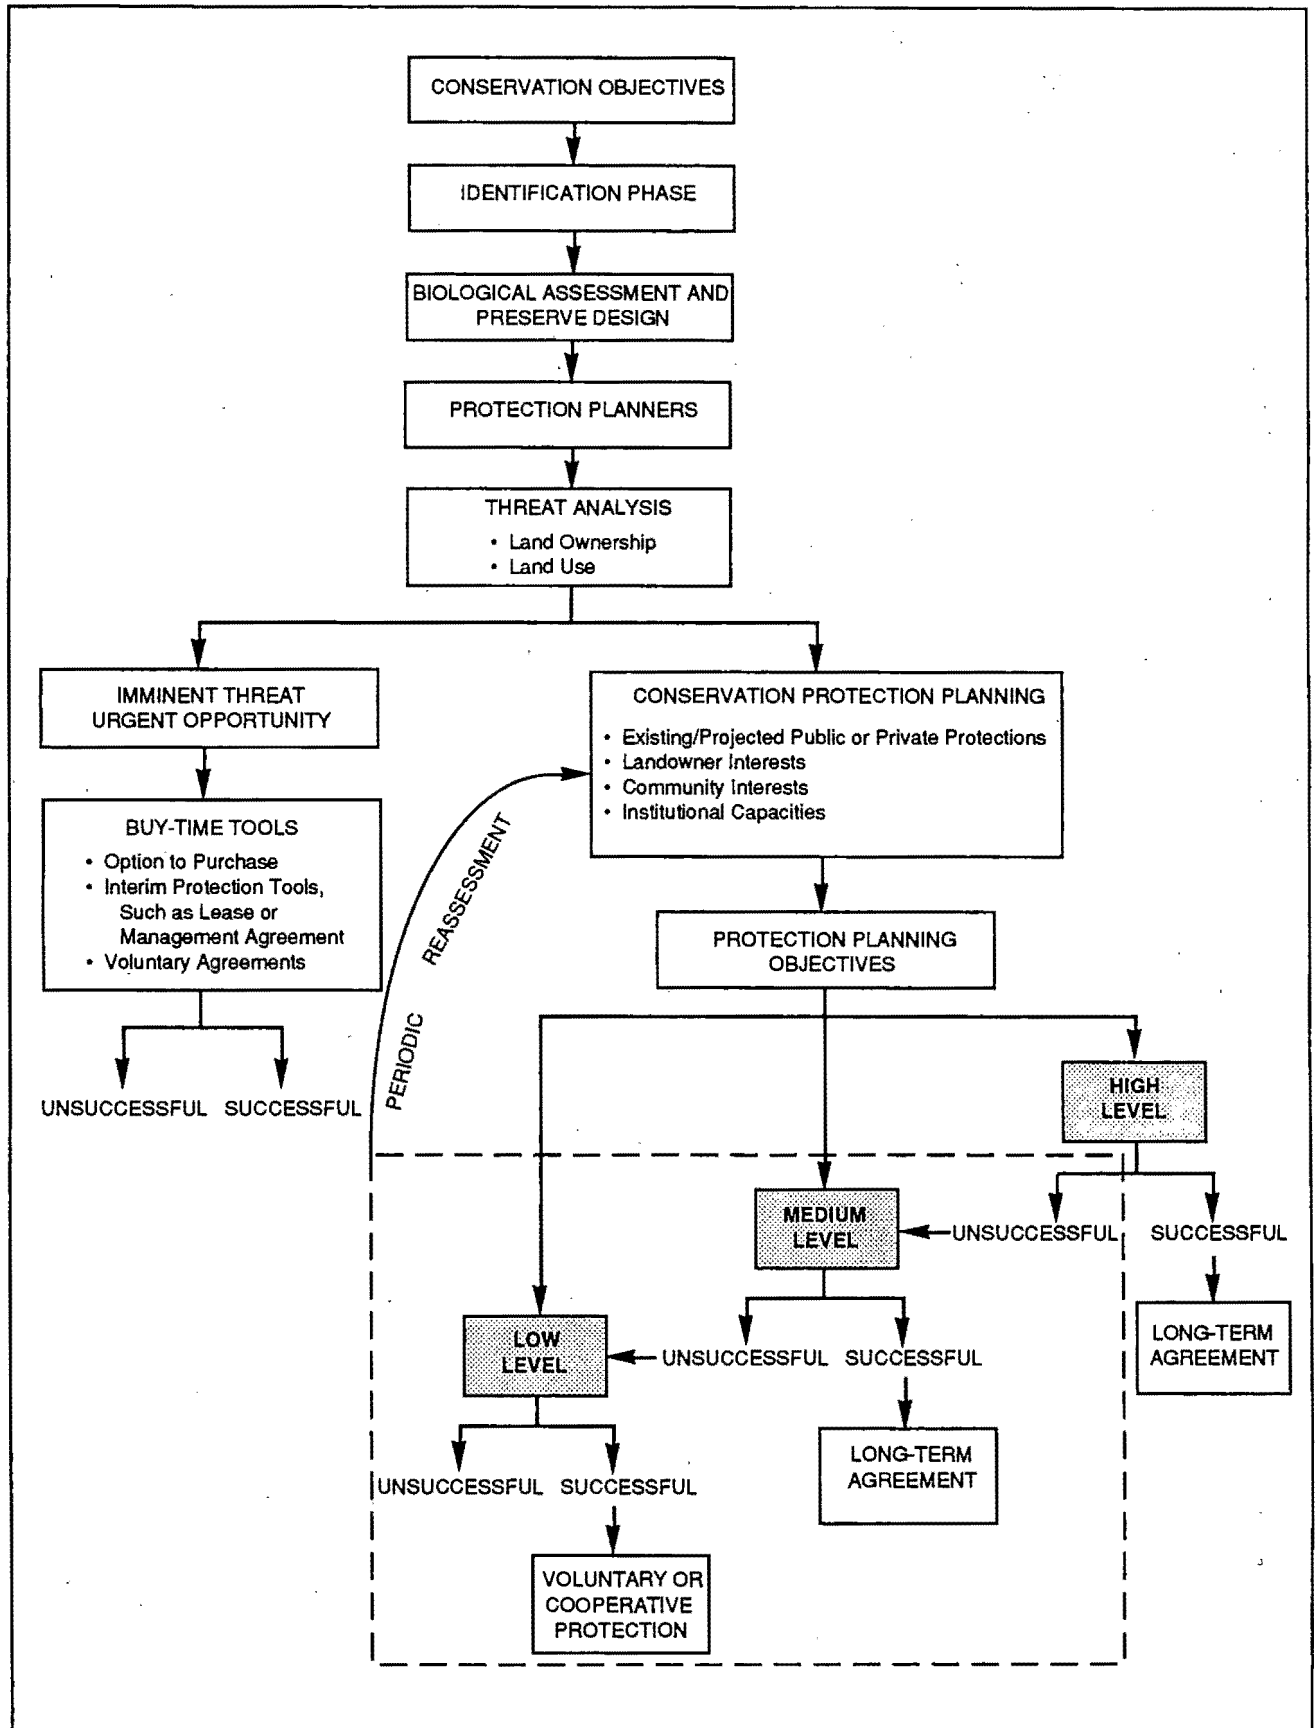 CONSERVATION OBJECTIVES
IDENTIFICATION PHASE
BIOLOGICAL ASSESSMENT AND
PRESERVE DESIGN
PROTECTION PLANNERS
THREAT ANALYSIS
• Land Ownership
• Land Use
IMMINENT THREAT
URGENT OPPORTUNITY
BUY-TIME TOOLS
• Option to Purchase
• Interim Protection Tools,
Such as Lease or
Management Agreement
• Voluntary Agreements
UNSUCCESSFUL SUCCESSFUL
CONSERVATION PROTECTION PLANNING
• Existing/Projected Public or Private Protections
• Landowner Interests
• Community Interests
• Institutional Capacities
PERIODIC REASSESSMENT
PROTECTION PLANNING
OBJECTIVES
HIGH
LEVEL
UNSUCCESSFUL SUCCESSFUL
LONG-TERM
AGREEMENT
MEDIUM
LEVEL
UNSUCCESSFUL SUCCESSFUL
LONG-TERM
AGREEMENT
LOW
LEVEL
UNSUCCESSFUL SUCCESSFUL
VOLUNTARY OR
COOPERATIVE
PROTECTION